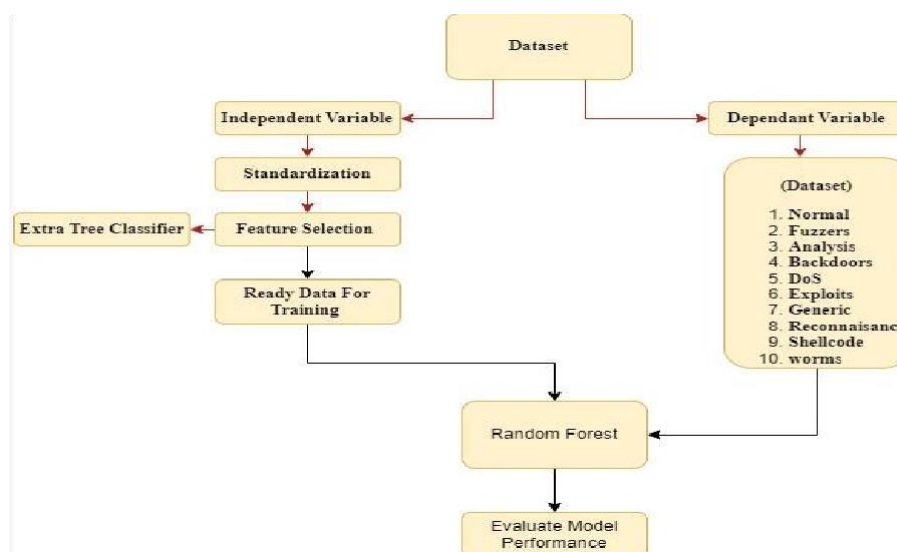 Dataset
Independent Variable
Dependant Variable
Standardization
(Dataset)
1. Normal
2. Fuzzers
3. Analysis
4. Backdoors
5. DoS
6. Exploits
7. Generic
8. Reconnaisanc
9. Shellcode
10. worms
Extra Tree Classifier
Feature Selection
Ready Data For
Training
Random Forest
Evaluate Model
Performance